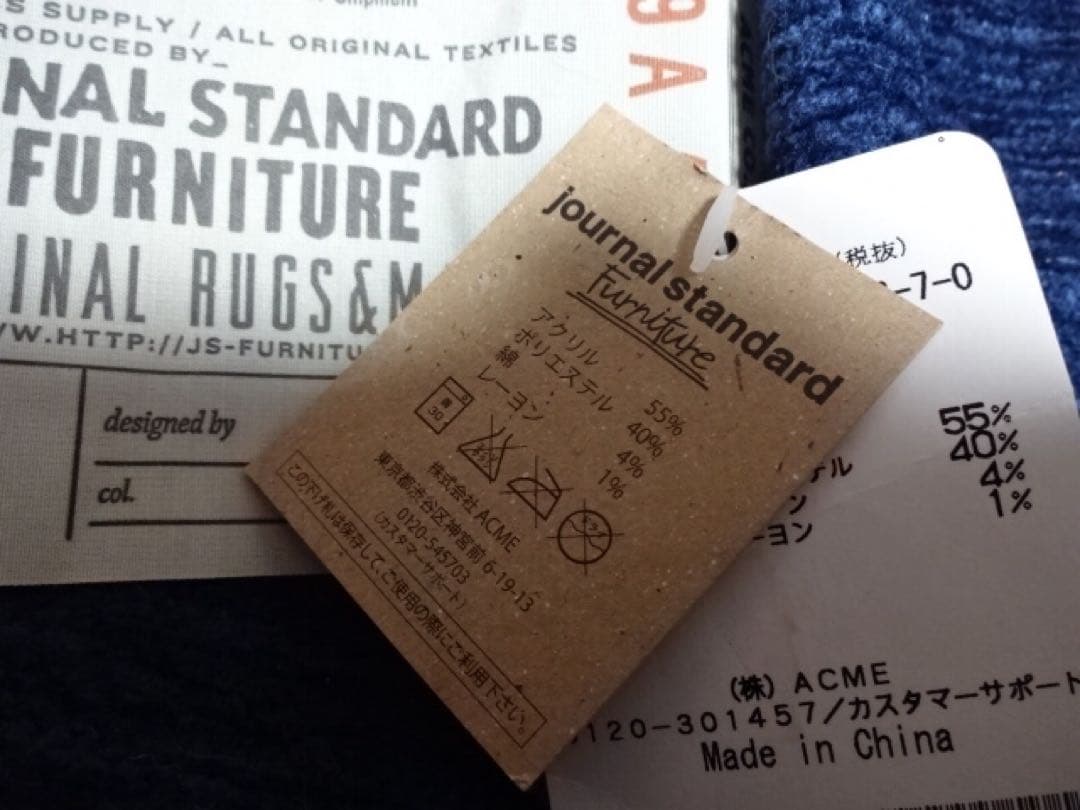 S SUPPLY / ALL ORIGINAL TEXTILES
RODUCED BY_
NAL STANDARD
FURNITURE
INAL RUGS&M
W.HTTP://JS-FURNITU
designed by
col.
9A
journal standard
Furniture
アクリル 55%
ポリエステル 40%
綿 4%
レーヨン 1%
30
株式会社 ACME
東京都渋谷区神宮前 6-19-13
0120-545703
(カスタマーサポート)
この下げ札は保存して、ご使用の際にご利用下さい。
(税抜)
-7-0
55%
テル 40%
ン 4%
ーヨン 1%
(株) ACME
120-301457/カスタマーサポート
Made in China